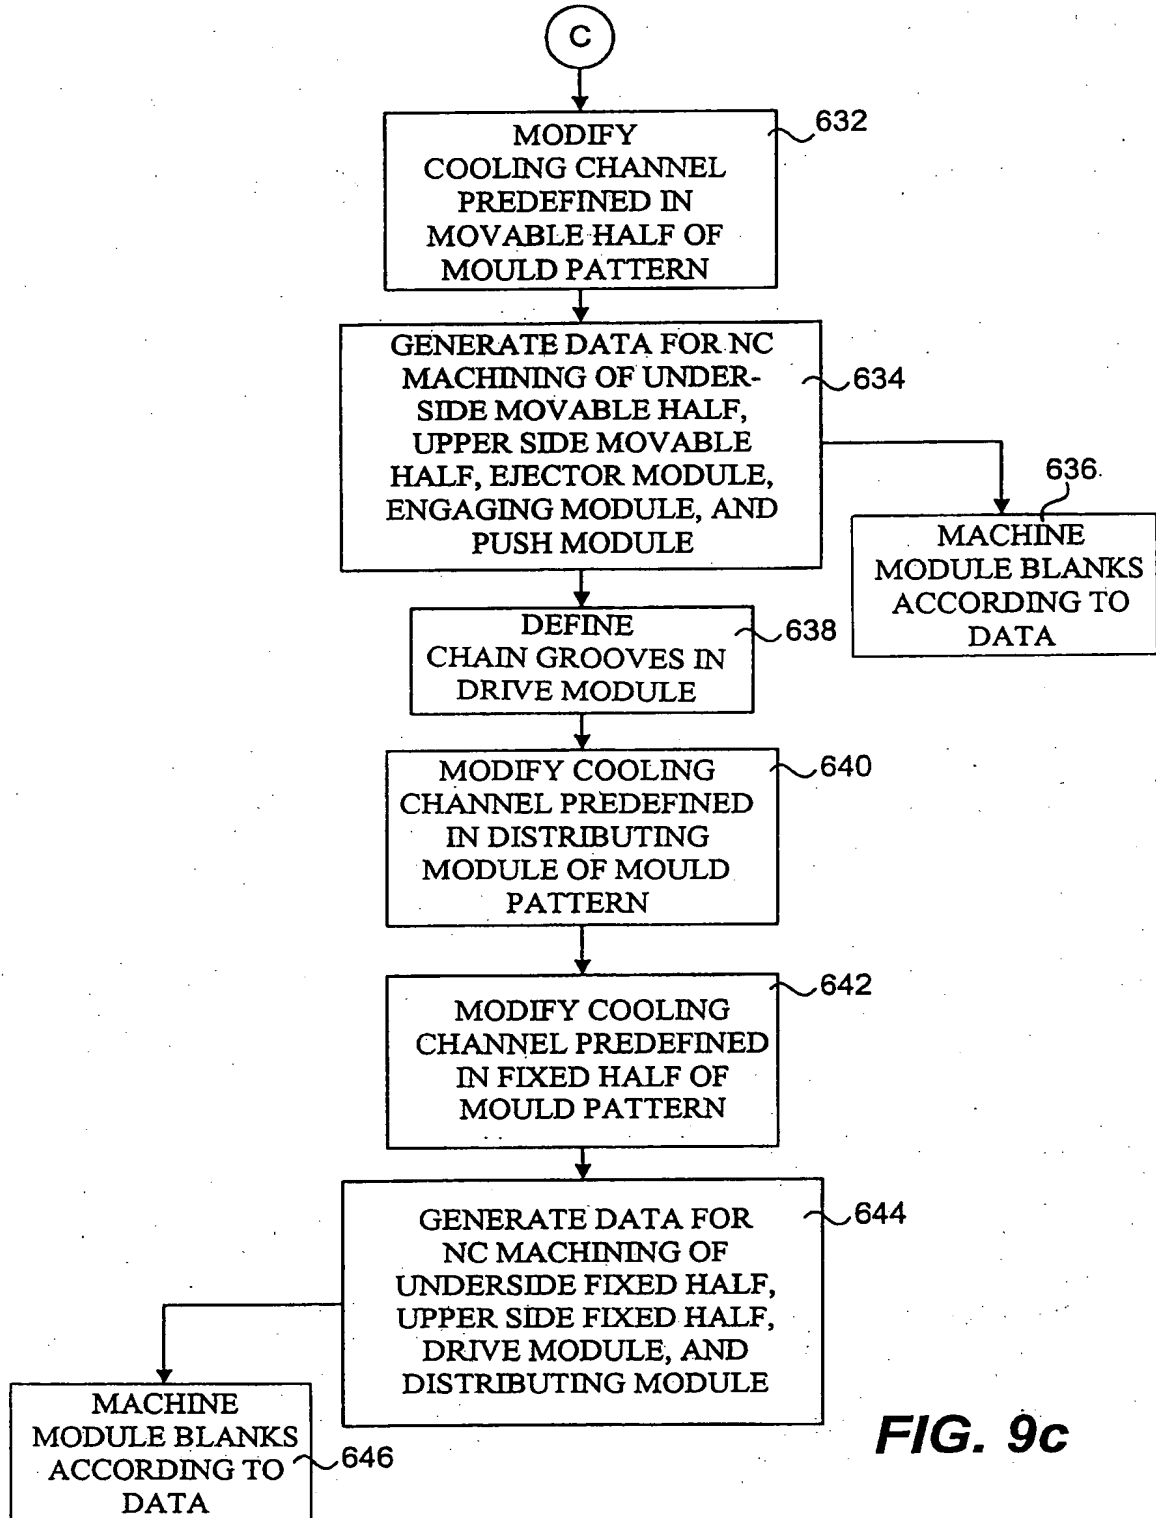 C
MODIFY
COOLING CHANNEL
PREDEFINED IN
MOVABLE HALF OF
MOULD PATTERN
632
GENERATE DATA FOR NC
MACHINING OF UNDER-
SIDE MOVABLE HALF,
UPPER SIDE MOVABLE
HALF, EJECTOR MODULE,
ENGAGING MODULE, AND
PUSH MODULE
634
636
MACHINE
MODULE BLANKS
ACCORDING TO
DATA
DEFINE
CHAIN GROOVES IN
DRIVE MODULE
638
MODIFY COOLING
CHANNEL PREDEFINED
IN DISTRIBUTING
MODULE OF MOULD
PATTERN
640
MODIFY COOLING
CHANNEL PREDEFINED
IN FIXED HALF OF
MOULD PATTERN
642
GENERATE DATA FOR
NC MACHINING OF
UNDERSIDE FIXED HALF,
UPPER SIDE FIXED HALF,
DRIVE MODULE, AND
DISTRIBUTING MODULE
644
MACHINE
MODULE BLANKS
ACCORDING TO
DATA
646
FIG. 9c